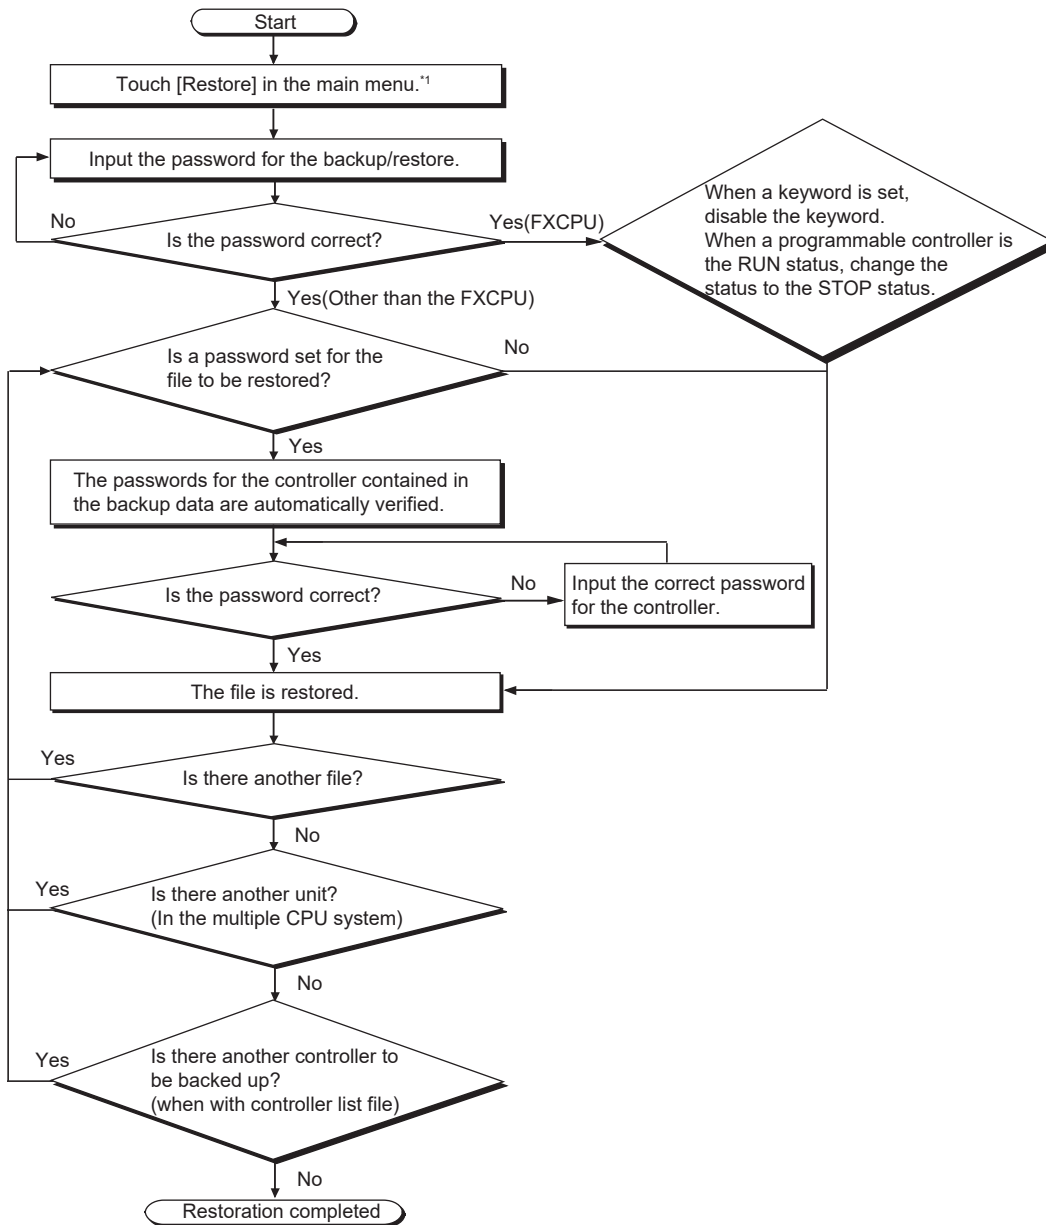 Start
Touch [Restore] in the main menu.*1
Input the password for the backup/restore.
No
Is the password correct?
Yes(FXCPU)
When a keyword is set,
disable the keyword.
When a programmable controller is
the RUN status, change the
status to the STOP status.
Yes(Other than the FXCPU)
Is a password set for the
file to be restored?
No
Yes
The passwords for the controller contained in
the backup data are automatically verified.
Is the password correct?
No
Input the correct password
for the controller.
Yes
The file is restored.
Yes
Is there another file?
No
Yes
Is there another unit?
(In the multiple CPU system)
No
Yes
Is there another controller to
be backed up?
(when with controller list file)
No
Restoration completed